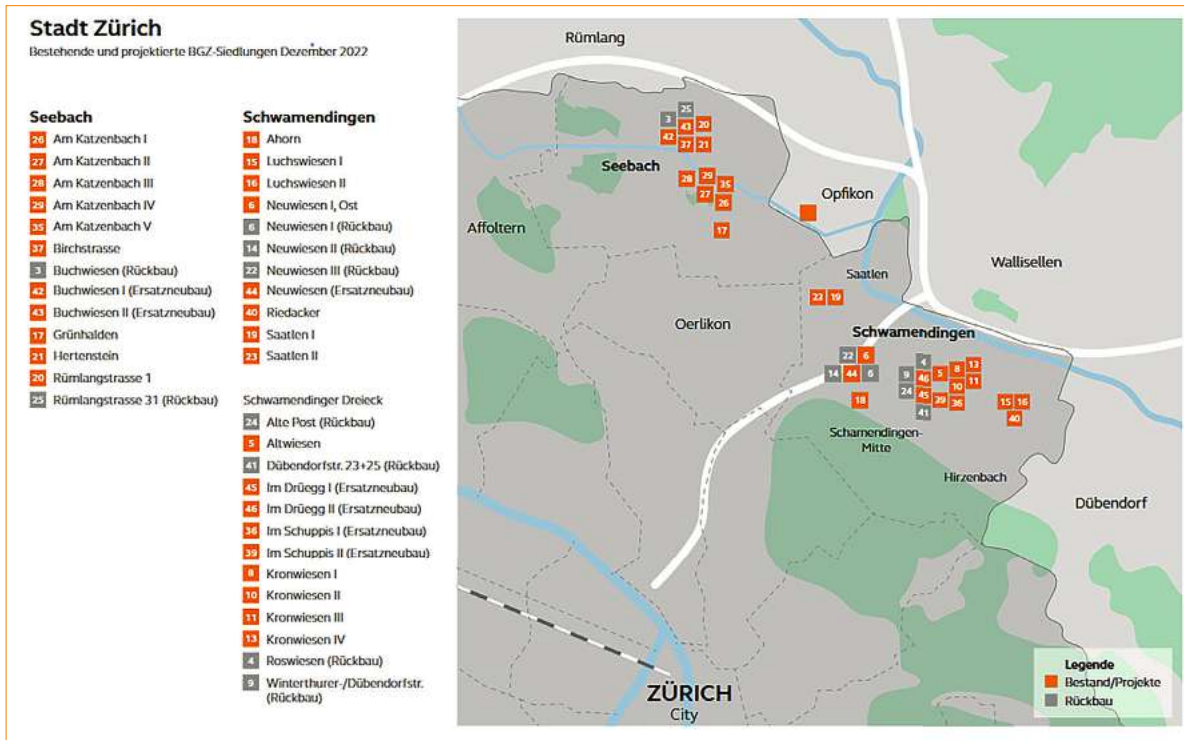 Stadt Zürich
Bestehende und projektierte BGZ-Siedlungen Dezember 2022
Seebach
26 Am Katzenbach I
27 Am Katzenbach II
28 Am Katzenbach III
29 Am Katzenbach IV
35 Am Katzenbach V
37 Birchstrasse
3 Buchwiesen (Rückbau)
42 Buchwiesen I (Ersatzneubau)
43 Buchwiesen II (Ersatzneubau)
17 Grünhalden
21 Hertenstein
20 Rümlangstrasse 1
25 Rümlangstrasse 31 (Rückbau)
Schwamendingen
18 Ahorn
15 Luchswiesen I
16 Luchswiesen II
6 Neuwiesen I, Ost
6 Neuwiesen I (Rückbau)
14 Neuwiesen II (Rückbau)
22 Neuwiesen III (Rückbau)
44 Neuwiesen (Ersatzneubau)
40 Riedacker
19 Saatlen I
23 Saatlen II
Schwamendinger Dreieck
24 Alte Post (Rückbau)
5 Altwiesen
41 Dübendorfstr. 23+25 (Rückbau)
45 Im Drüegg I (Ersatzneubau)
46 Im Drüegg II (Ersatzneubau)
36 Im Schuppis I (Ersatzneubau)
39 Im Schuppis II (Ersatzneubau)
8 Kronwiesen I
10 Kronwiesen II
11 Kronwiesen III
13 Kronwiesen IV
4 Roswiesen (Rückbau)
9 Winterthurer-/Dübendorfstr.
(Rückbau)
Rümlang
25
3 43 20
42 37 21
Seebach
28 29 35
27 26
17
Opfikon
Affoltern
Wallisellen
Saatlen
23 19
Oerlikon
Schwamendingen
22 6
14 44 6
18
4 8 13
9 46 5 10 11
24 45 39 36
41
15 16
40
Schamendingen-
Mitte
Hirzenbach
Dübendorf
ZÜRICH
City
Legende
Bestand/Projekte
Rückbau